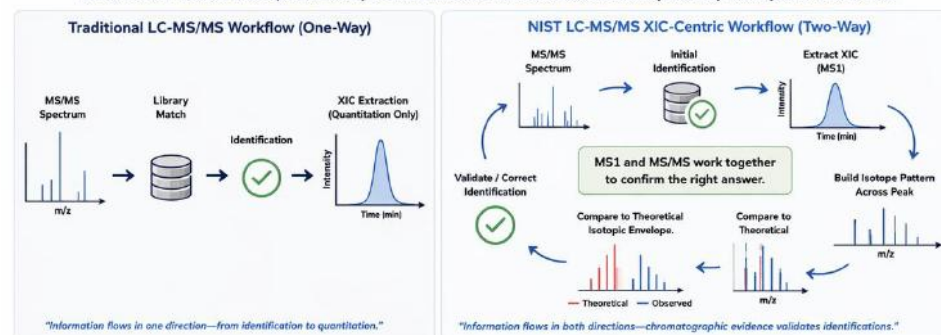 Traditional LC-MS/MS Workflow (One-Way)
MS/MS
Spectrum
m/z
Library
Match
Identification
XIC Extraction
(Quantitation Only)
Intensity
Time (min)
"Information flows in one direction—from identification to quantitation."
NIST LC-MS/MS XIC-Centric Workflow (Two-Way)
MS/MS
Spectrum
Initial
Identification
Extract XIC
(MS1)
Intensity
Time (min)
MS1 and MS/MS work together
to confirm the right answer.
Build Isotope Pattern
Across Peak
m/z
Compare to
Theoretical
m/z
Compare to Theoretical
Isotopic Envelope.
Theoretical
Observed
Validate / Correct
Identification
"Information flows in both directions—chromatographic evidence validates identifications."